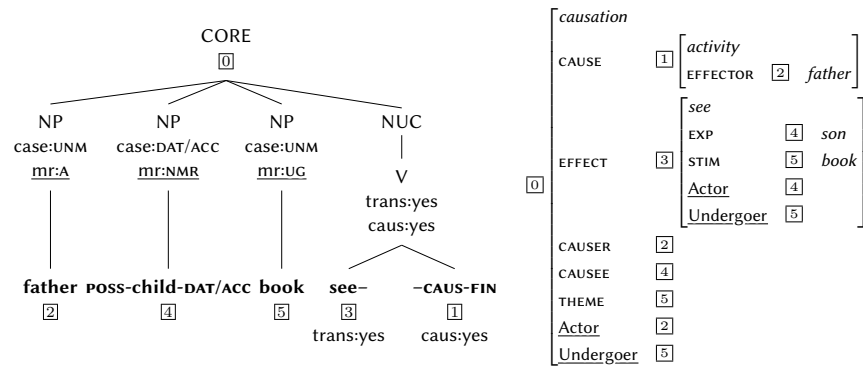 CORE
0
NP NP NP NUC
case:UNM case:DAT/ACC case:UNM
mr:A mr:NMR mr:UG V
trans:yes
caus:yes
father POSS-child-DAT/ACC book see– –CAUS-FIN
2 4 5 3 1
trans:yes caus:yes
0
causation
CAUSE 1 activity
EFFECTOR 2 father
EFFECT 3 see
EXP 4 son
STIM 5 book
Actor 4
Undergoer 5
CAUSER 2
CAUSEE 4
THEME 5
Actor 2
Undergoer 5